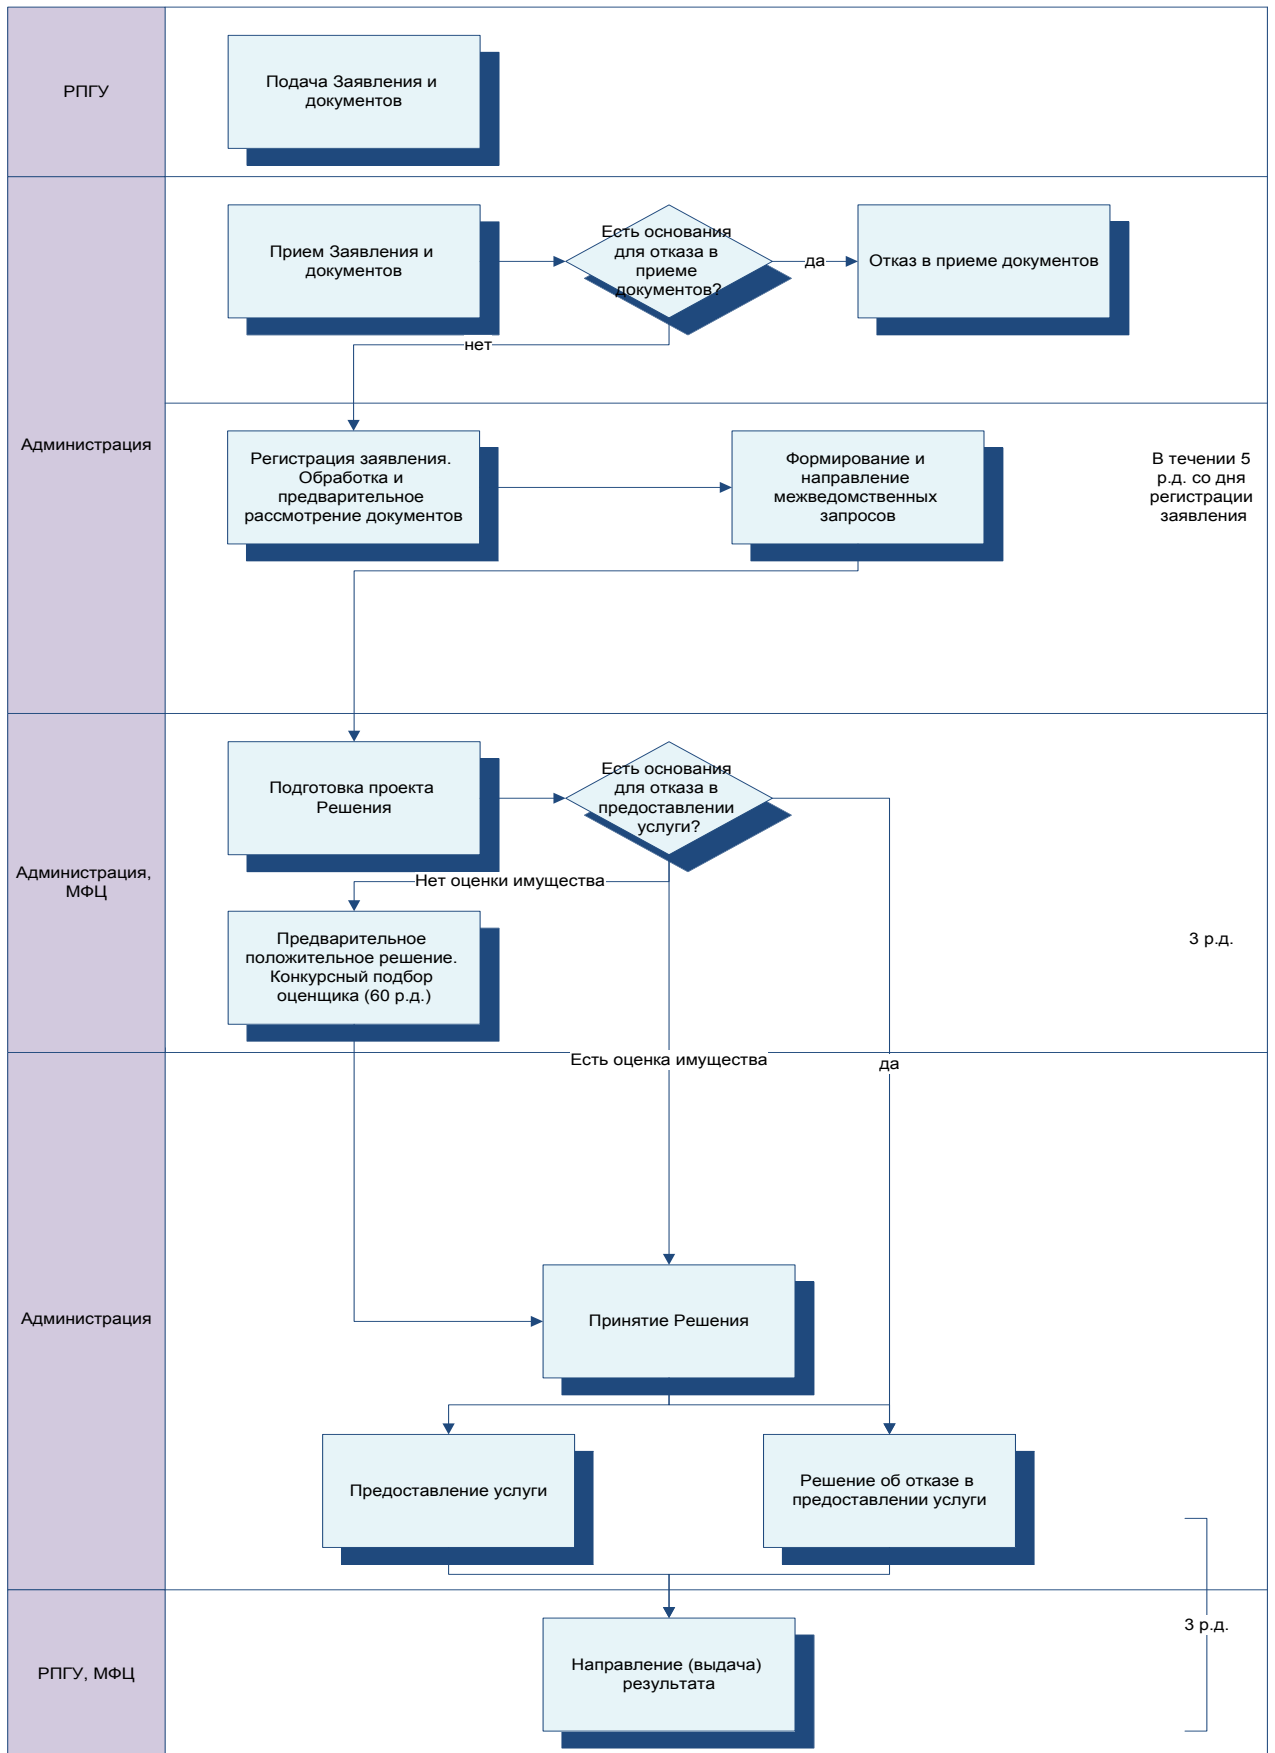 РПГУ
Подача Заявления и
документов
Администрация
Прием Заявления и
документов
Есть основания
для отказа в
приеме
документов?
да
Отказ в приеме документов
нет
Регистрация заявления.
Обработка и
предварительное
рассмотрение документов
Формирование и
направление
межведомственных
запросов
В течении 5
р.д. со дня
регистрации
заявления
Администрация,
МФЦ
Подготовка проекта
Решения
Есть основания
для отказа в
предоставлении
услуги?
Нет оценки имущества
Предварительное
положительное решение.
Конкурсный подбор
оценщика (60 р.д.)
3 р.д.
Есть оценка имущества
да
Администрация
Принятие Решения
Предоставление услуги
Решение об отказе в
предоставлении услуги
3 р.д.
РПГУ, МФЦ
Направление (выдача)
результата